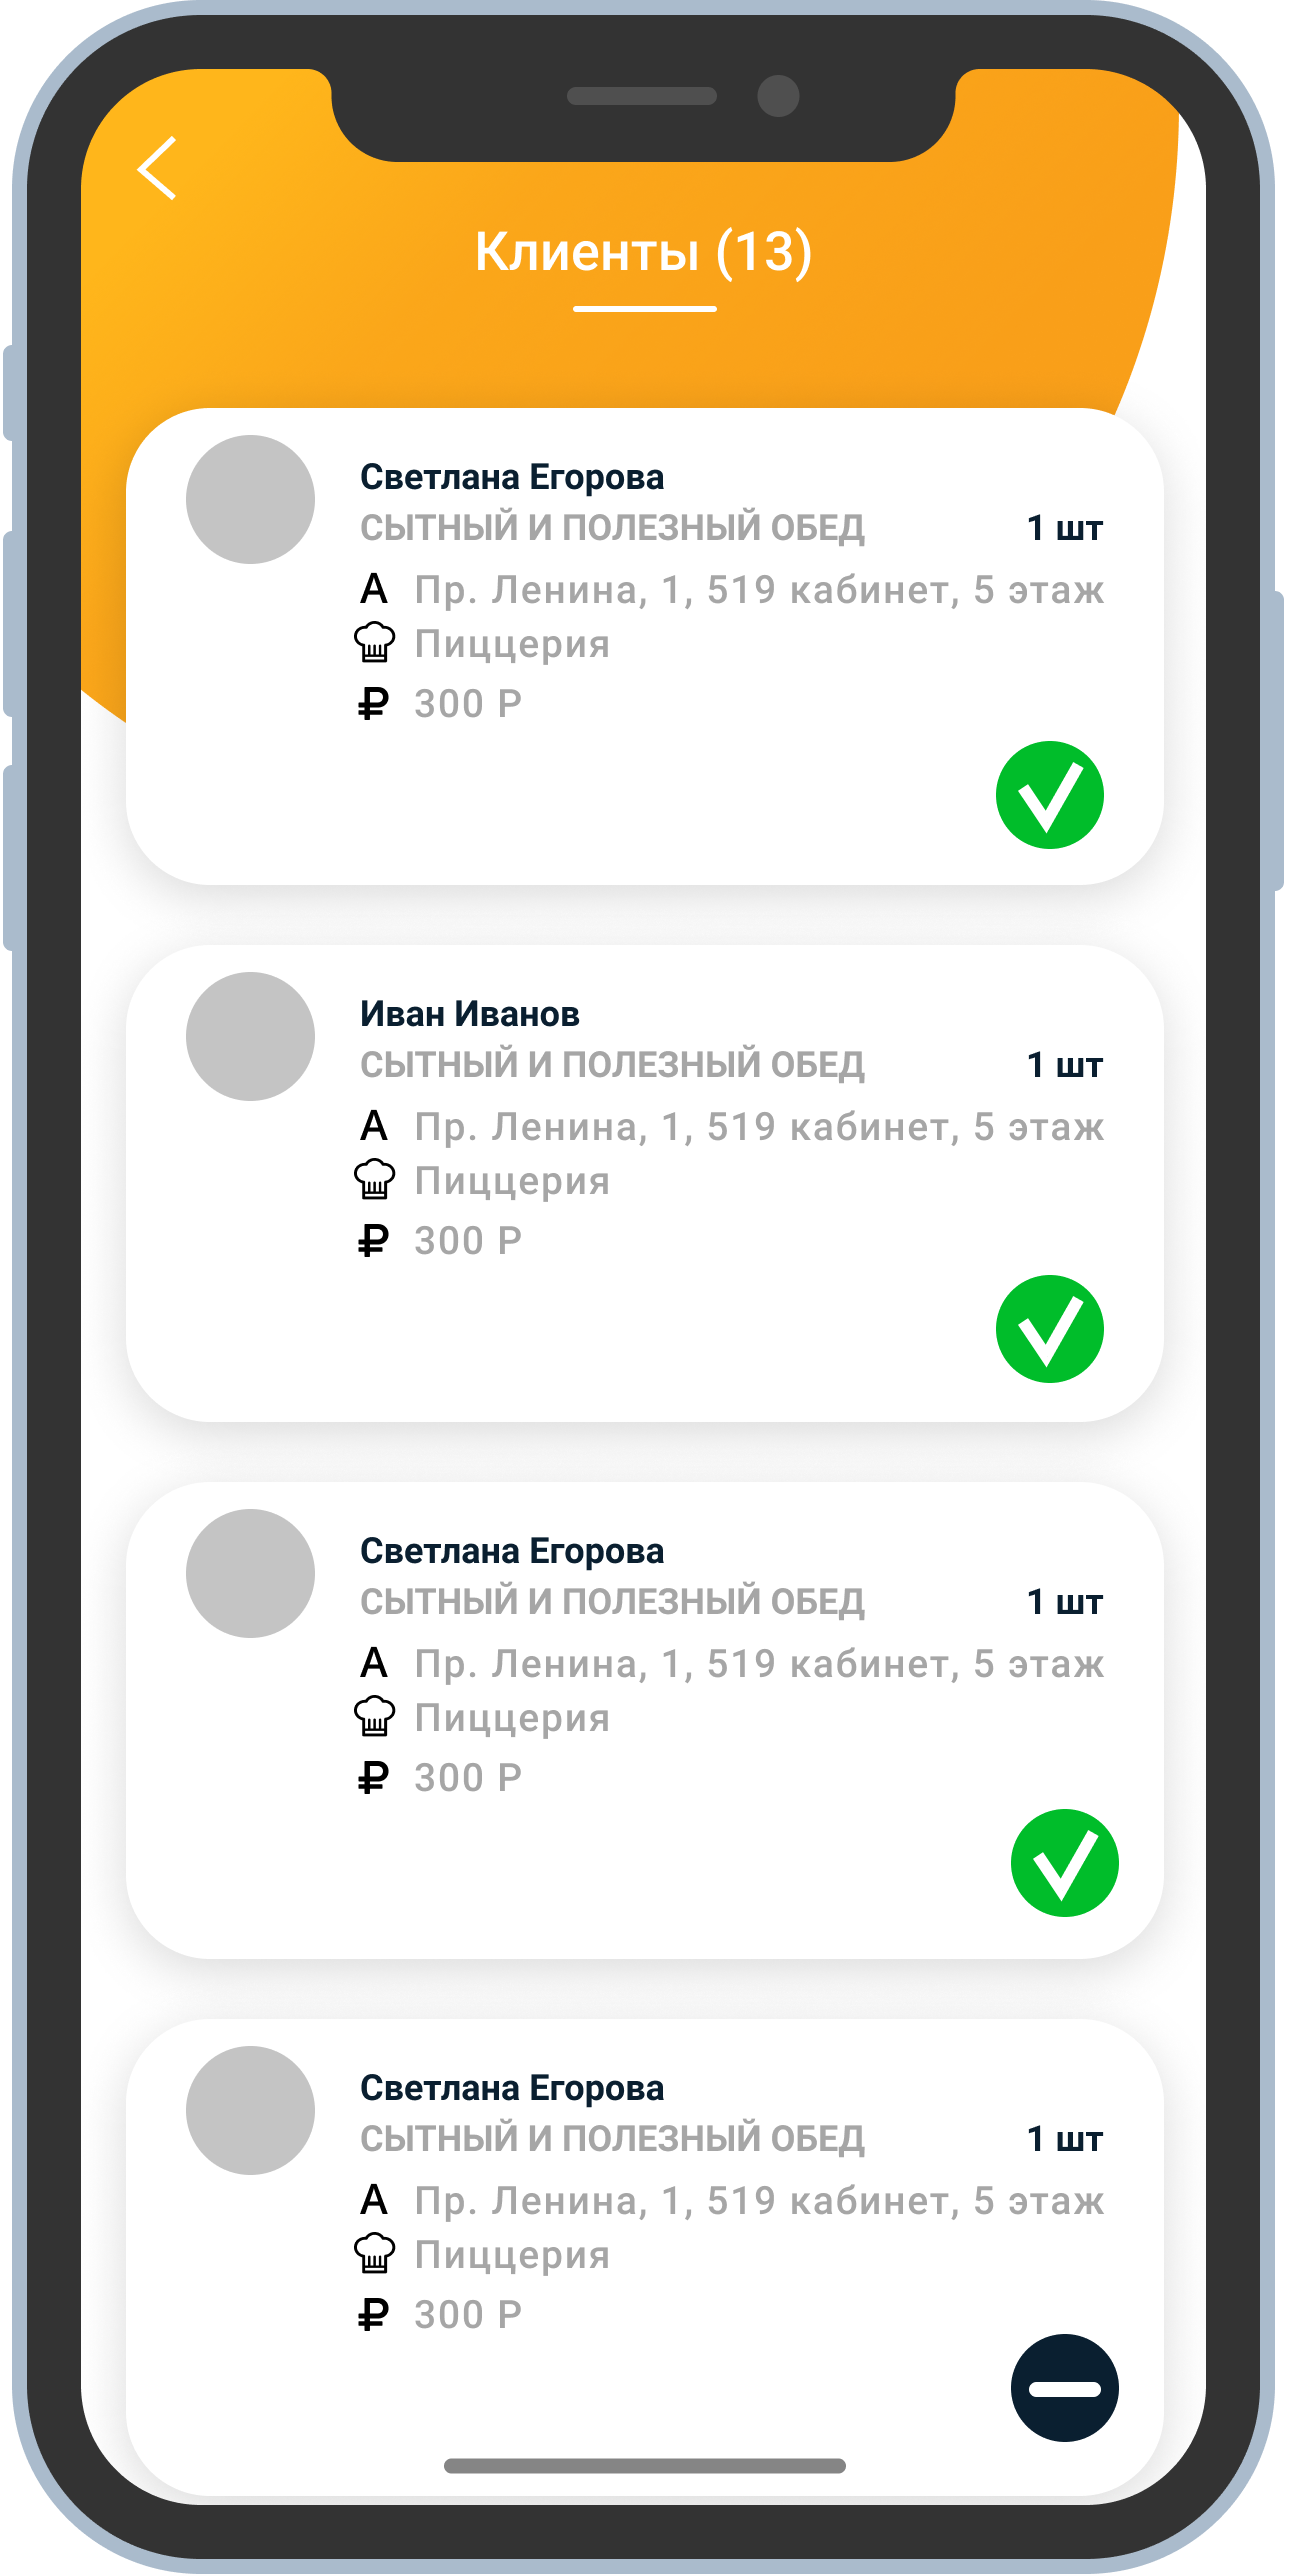 Клиенты (13)
Светлана Егорова
СЫТНЫЙ И ПОЛЕЗНЫЙ ОБЕД 1 шт
А Пр. Ленина, 1, 519 кабинет, 5 этаж
Пиццерия
₽ 300 Р
Иван Иванов
СЫТНЫЙ И ПОЛЕЗНЫЙ ОБЕД 1 шт
А Пр. Ленина, 1, 519 кабинет, 5 этаж
Пиццерия
₽ 300 Р
Светлана Егорова
СЫТНЫЙ И ПОЛЕЗНЫЙ ОБЕД 1 шт
А Пр. Ленина, 1, 519 кабинет, 5 этаж
Пиццерия
₽ 300 Р
Светлана Егорова
СЫТНЫЙ И ПОЛЕЗНЫЙ ОБЕД 1 шт
А Пр. Ленина, 1, 519 кабинет, 5 этаж
Пиццерия
₽ 300 Р